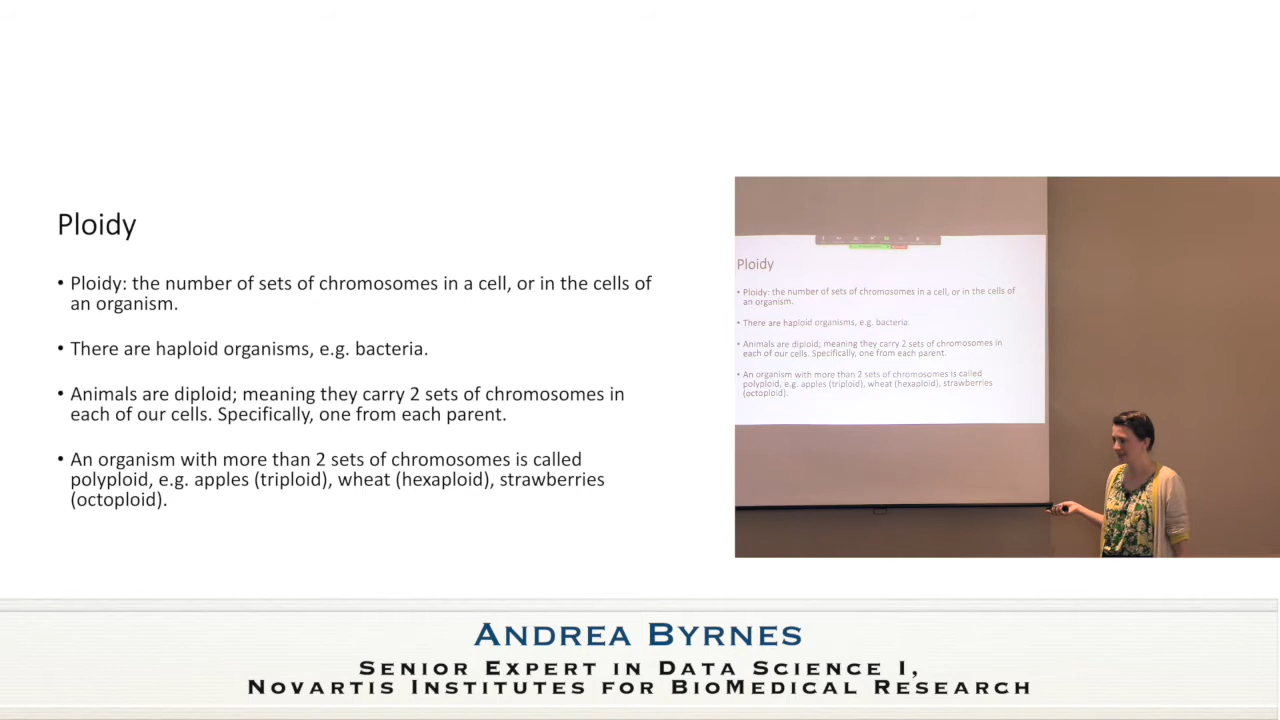 Ploidy
• Ploidy: the number of sets of chromosomes in a cell, or in the cells of
an organism.
• There are haploid organisms, e.g. bacteria.
• Animals are diploid; meaning they carry 2 sets of chromosomes in
each of our cells. Specifically, one from each parent.
• An organism with more than 2 sets of chromosomes is called
polyploid, e.g. apples (triploid), wheat (hexaploid), strawberries
(octoploid).
Ploidy
• Ploidy: the number of sets of chromosomes in a cell, or in the cells of
an organism.
• There are haploid organisms, e.g. bacteria.
• Animals are diploid; meaning they carry 2 sets of chromosomes in
each of our cells. Specifically, one from each parent.
• An organism with more than 2 sets of chromosomes is called
polyploid, e.g. apples (triploid), wheat (hexaploid), strawberries
(octoploid).
ANDREA BYRNES
SENIOR EXPERT IN DATA SCIENCE I,
NOVARTIS INSTITUTES FOR BIOMEDICAL RESEARCH